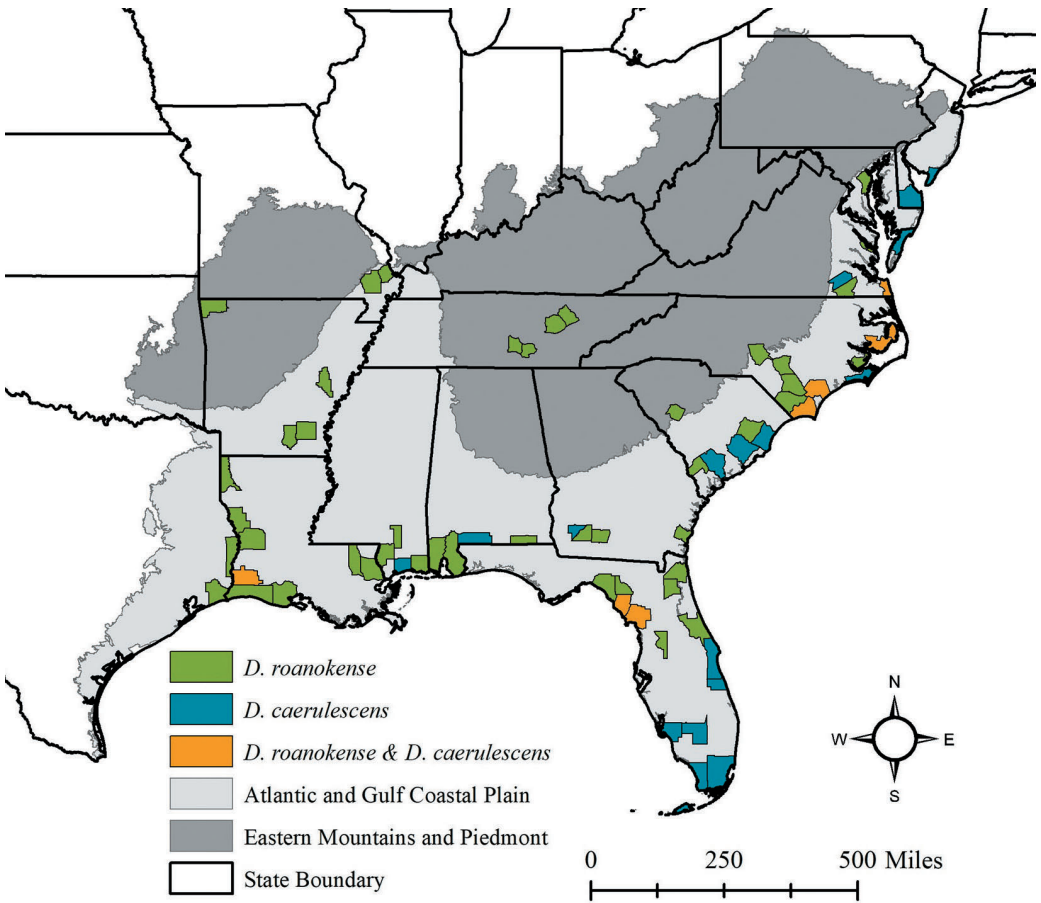 D. roanokense
D. caerulescens
D. roanokense & D. caerulescens
Atlantic and Gulf Coastal Plain
Eastern Mountains and Piedmont
State Boundary
N
W E
S
0 250 500 Miles